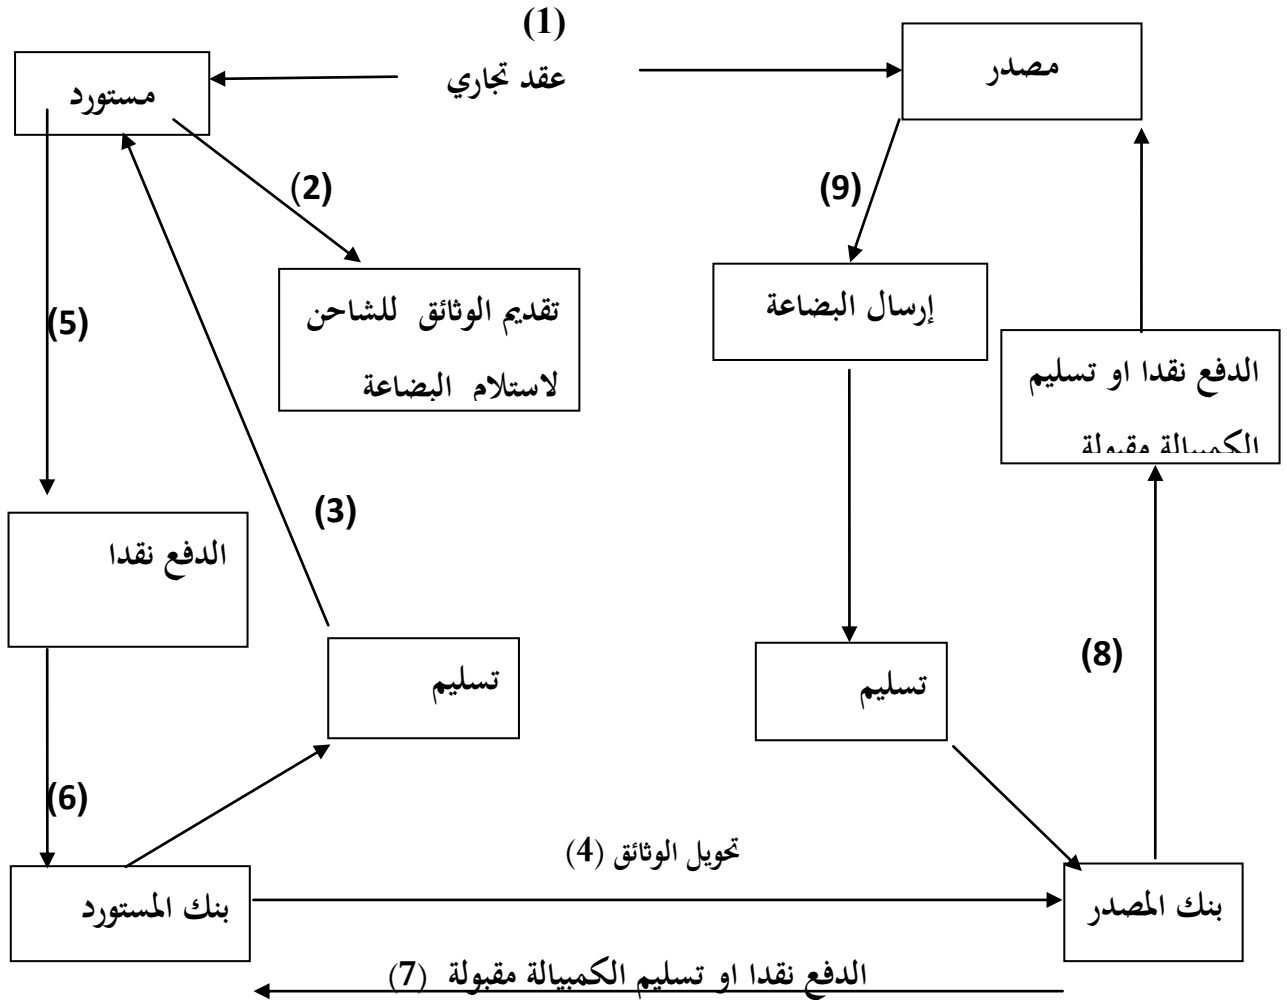 (1)
عقد تجاري
مصدر
مستورد
(2)
(9)
إرسال البضاعة
تقديم الوثائق للشاحن
لاستلام البضاعة
(5)
الدفع نقدا او تسليم
الكمبيالة مقبولة
(3)
الدفع نقدا
(8)
تسليم
تسليم
(6)
تحويل الوثائق (4)
بنك المصدر
بنك المستورد
الدفع نقدا او تسليم الكمبيالة مقبولة (7)